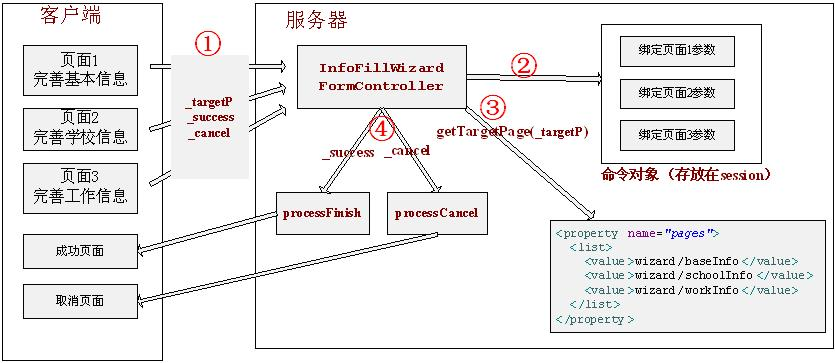 客户端
页面1
完善基本信息
页面2
完善学校信息
页面3
完善工作信息
成功页面
取消页面
①
_targetP
_success
_cancel
服务器
InfoFillWizard
FormController
②
绑定页面1参数
绑定页面2参数
绑定页面3参数
命令对象（存放在session）
③
getTargetPage(_targetP)
④
_success
_cancel
processFinish
processCancel
<property name="pages">
<list>
<value>wizard/baseInfo</value>
<value>wizard/schoolInfo</value>
<value>wizard/workInfo</value>
</list>
</property>